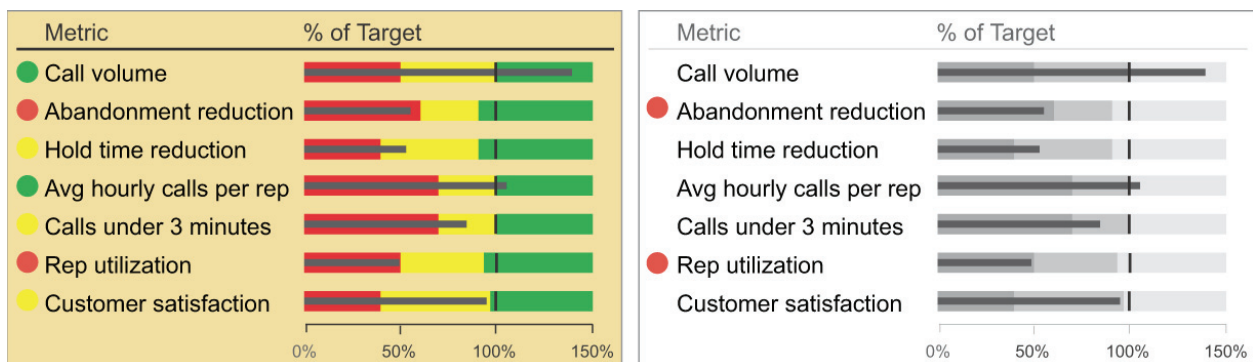 Metric % of Target
Call volume
Abandonment reduction
Hold time reduction
Avg hourly calls per rep
Calls under 3 minutes
Rep utilization
Customer satisfaction
0% 50% 100% 150%
Metric % of Target
Call volume
Abandonment reduction
Hold time reduction
Avg hourly calls per rep
Calls under 3 minutes
Rep utilization
Customer satisfaction
0% 50% 100% 150%